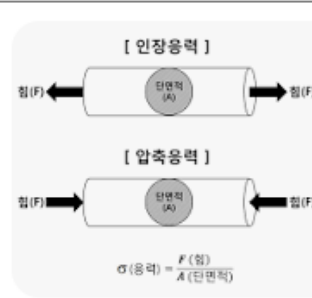 [ 인장응력 ]
힘(F) 단면적 힘(F)
(A)
[ 압축응력 ]
힘(F) 단면적 힘(F)
(A)
σ(응력) = F(힘)
A(단면적)